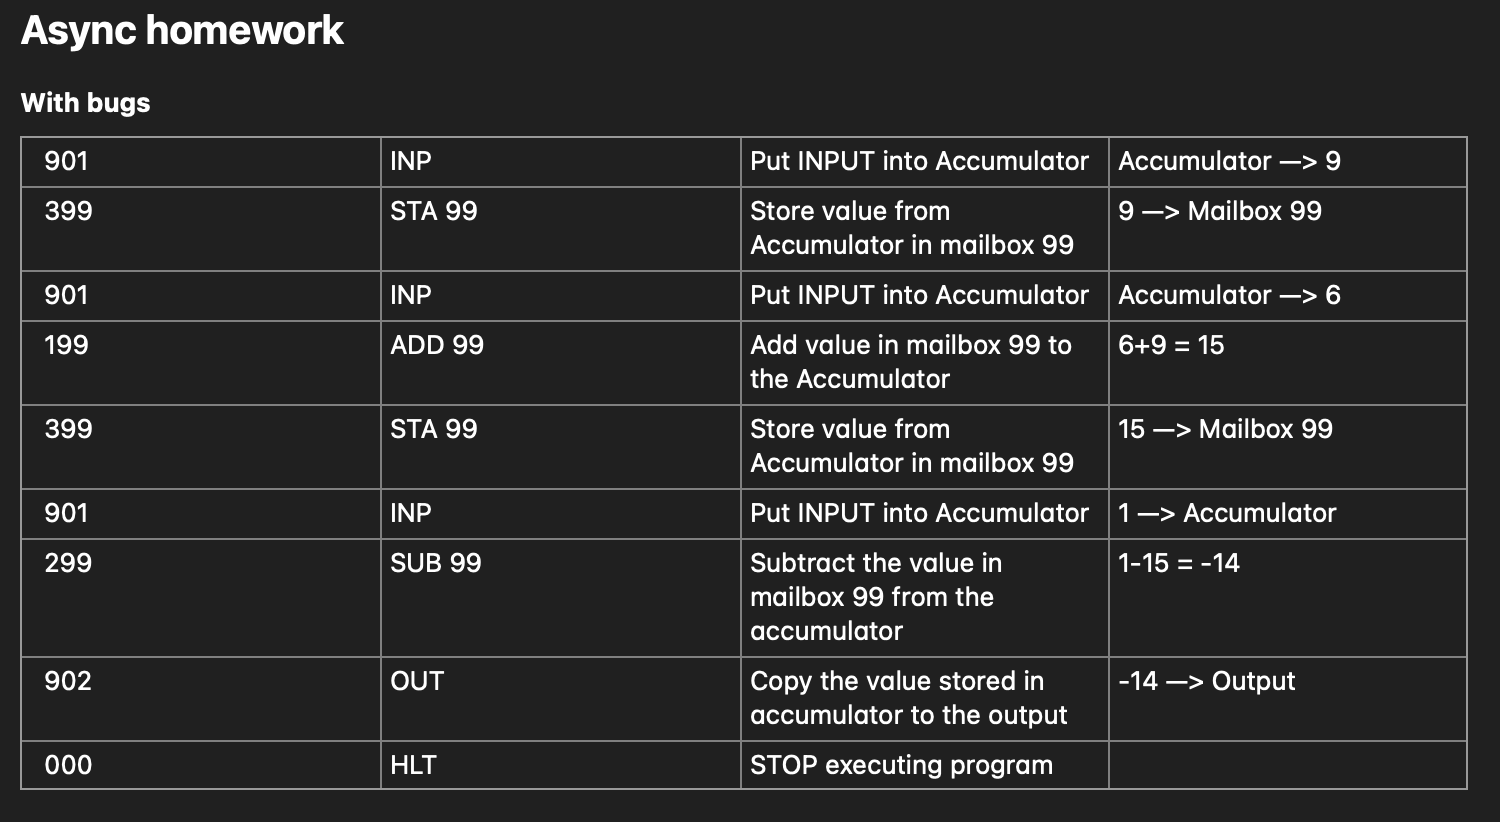 Async homework
With bugs
901 INP Put INPUT into Accumulator Accumulator —> 9
399 STA 99 Store value from 9 —> Mailbox 99
Accumulator in mailbox 99
901 INP Put INPUT into Accumulator Accumulator —> 6
199 ADD 99 Add value in mailbox 99 to 6+9 = 15
the Accumulator
399 STA 99 Store value from 15 —> Mailbox 99
Accumulator in mailbox 99
901 INP Put INPUT into Accumulator 1 —> Accumulator
299 SUB 99 Subtract the value in 1-15 = -14
mailbox 99 from the
accumulator
902 OUT Copy the value stored in -14 —> Output
accumulator to the output
000 HLT STOP executing program